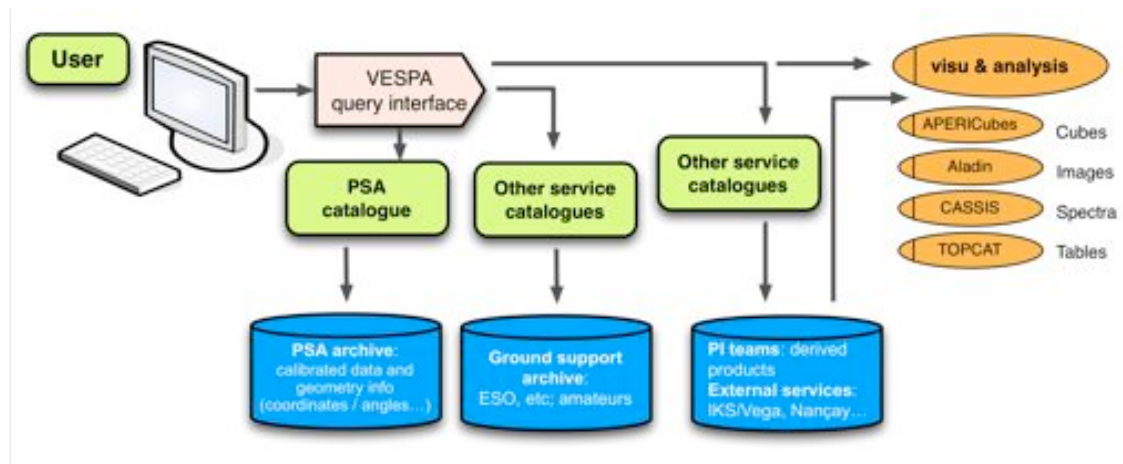 User
VESPA
query interface
visu & analysis
APERICubes
Cubes
Aladin
Images
CASSIS
Spectra
TOPCAT
Tables
PSA
catalogue
Other service
catalogues
Other service
catalogues
PSA archive:
calibrated data and
geometry info
(coordinates / angles...)
Ground support
archive:
ESO, etc; amateurs
PI teams: derived
products
External services:
IKS/Vega, Nançay...